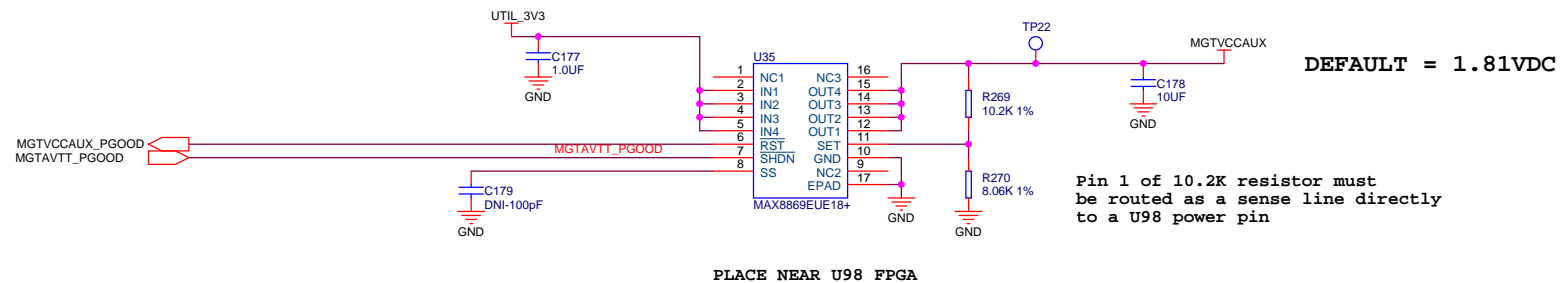 UTIL_3V3
TP22
MGTVCCAUX
DEFAULT = 1.81VDC
C177
1.0UF
GND
U35
1 NC1 NC3 16
2 IN1 OUT4 15
3 IN2 OUT3 14
4 IN3 OUT2 13
5 IN4 OUT1 12
6 RST SET 11
7 SHDN GND 10
8 SS NC2 9
EPAD 17
MAX8869EUE18+
R269
10.2K 1%
C178
10UF
GND
MGTVCCAUX_PGOOD
MGTAVTT_PGOOD
MGTAVTT_PGOOD
C179
DNI-100pF
GND
GND
R270
8.06K 1%
GND
Pin 1 of 10.2K resistor must
be routed as a sense line directly
to a U98 power pin
PLACE NEAR U98 FPGA